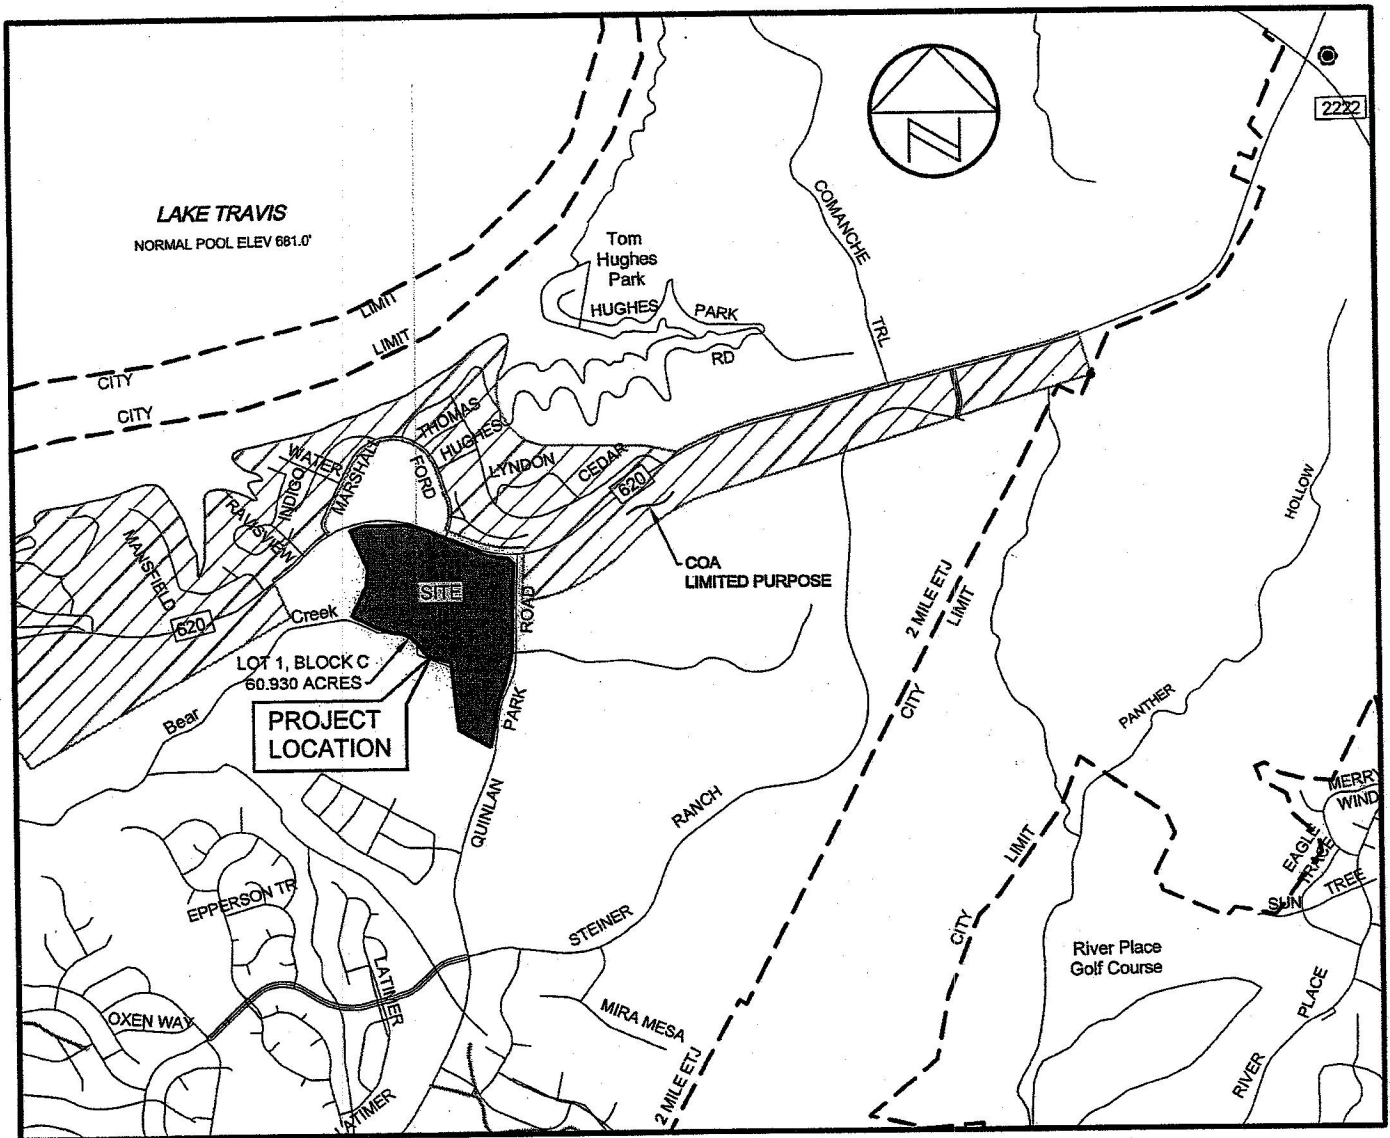 2222
N
LAKE TRAVIS
NORMAL POOL ELEV 681.0'
COMANCHE
TRL
Tom
Hughes
Park
HUGHES PARK
RD
LIMIT
LIMIT
CITY
CITY
THOMAS
HUGHES
WATER
INDIGO
MARSHALL
FORD
LYNDON
CEDAR
620
TRAVISVIEW
MANSFIELD
620
COA
LIMITED PURPOSE
SITE
ROAD
Creek
LOT 1, BLOCK C
60.930 ACRES
Bear
PROJECT
LOCATION
PARK
QUINLAN
2 MILE ETJ
LIMIT
CITY
HOLLOW
PANTHER
RANCH
STEINER
LIMIT
CITY
MERRY
WIND
EAGLE
TRACE
SUN TREE
EPPERSON TR
LATIMER
OXEN WAY
LATIMER
MIRA MESA
2 MILE ETJ
River Place
Golf Course
RIVER PLACE